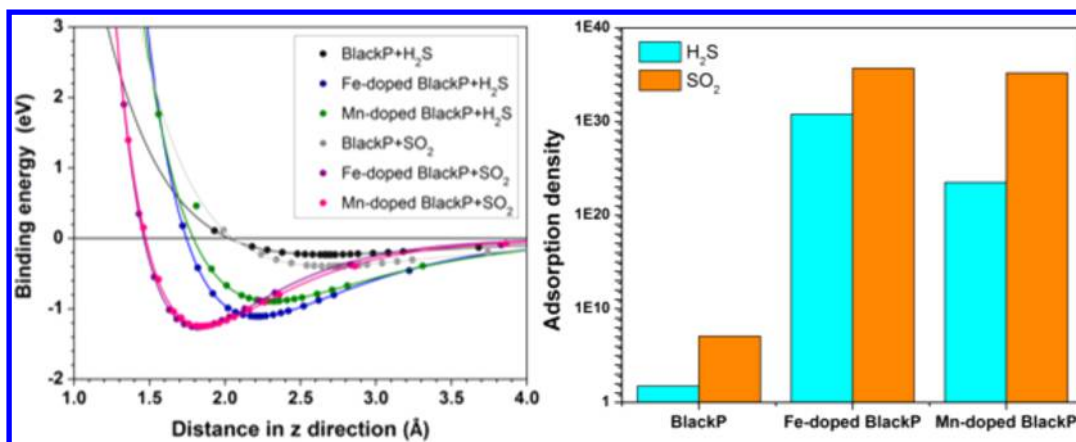 3
2
1
0
-1
-2
Binding energy (eV)
BlackP+H₂S
Fe-doped BlackP+H₂S
Mn-doped BlackP+H₂S
BlackP+SO₂
Fe-doped BlackP+SO₂
Mn-doped BlackP+SO₂
1.0 1.5 2.0 2.5 3.0 3.5 4.0
Distance in z direction (Å)
1E40
1E30
1E20
1E10
1
Adsorption density
H₂S
SO₂
BlackP Fe-doped BlackP Mn-doped BlackP